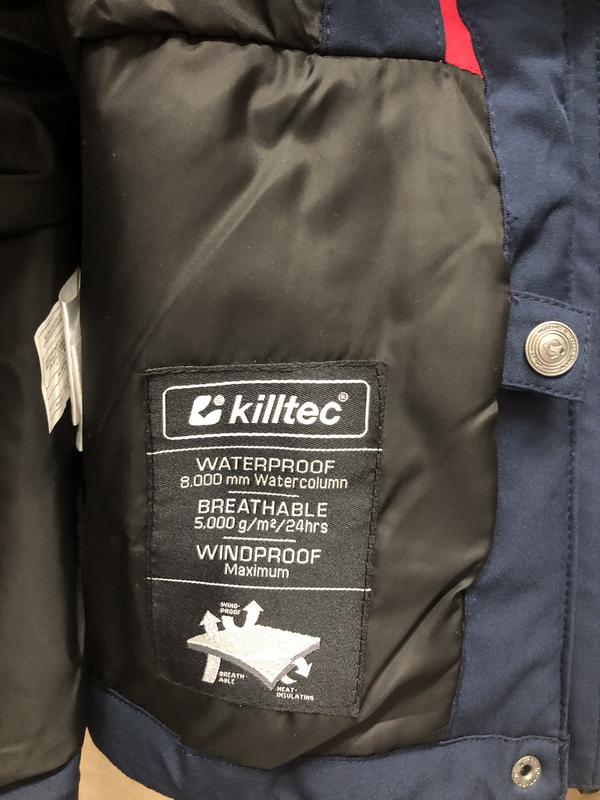 killtec®
WATERPROOF
8.000 mm Watercolumn
BREATHABLE
5.000 g/m²/24hrs
WINDPROOF
Maximum
WIND-
PROOF
BREATH-
ABLE
HEAT-
INSULATING